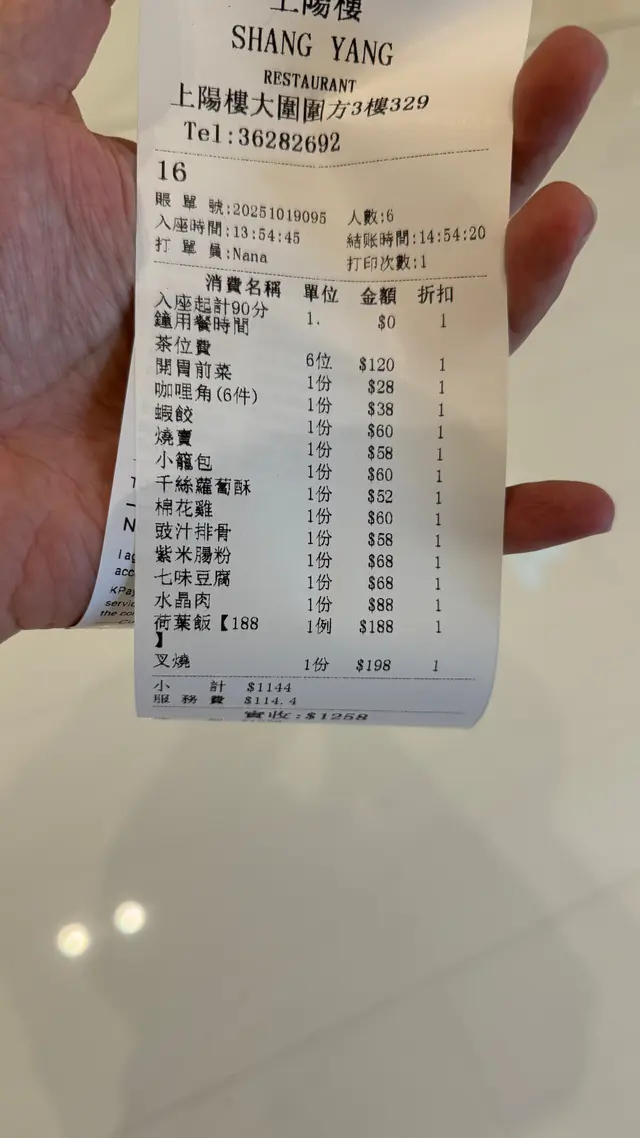 上陽樓
SHANG YANG
RESTAURANT
上陽樓大圍圍方3樓329
Tel:36282692
16
賬單號:20251019095 人數:6
入座時間:13:54:45 結账時間:14:54:20
打單員:Nana 打印次數:1
消費名稱 單位 金額 折扣
入座起計90分
鐘用餐時間 1. $0 1
茶位費 6位 $120 1
開胃前菜 1份 $28 1
咖哩角(6件) 1份 $38 1
蝦餃 1份 $60 1
燒賣 1份 $58 1
小籠包 1份 $60 1
千絲蘿蔔酥 1份 $52 1
棉花雞 1份 $60 1
豉汁排骨 1份 $58 1
紫米腸粉 1份 $68 1
七味豆腐 1份 $68 1
水晶肉 1份 $88 1
荷葉飯【188 1例 $188 1
】
叉燒 1份 $198 1
小計 $1144
服務費 $114.4
實收:$1258
T
N
I ag
acc
KPay
servic
the co